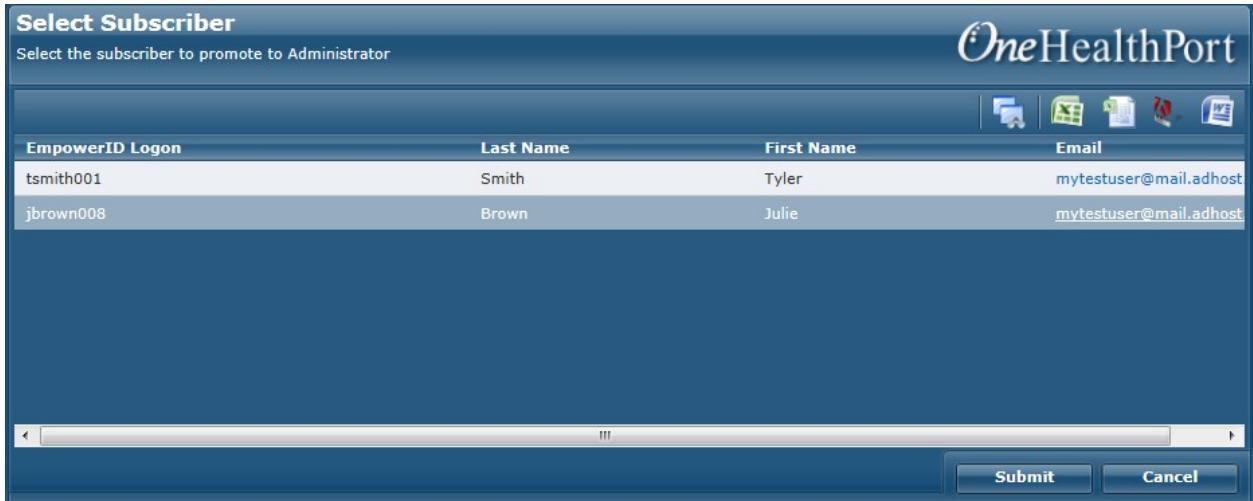 Select Subscriber
Select the subscriber to promote to Administrator
OneHealthPort
EmpowerID Logon Last Name First Name Email
tsmith001 Smith Tyler mytestuser@mail.adhost
jbrown008 Brown Julie mytestuser@mail.adhost
Submit Cancel